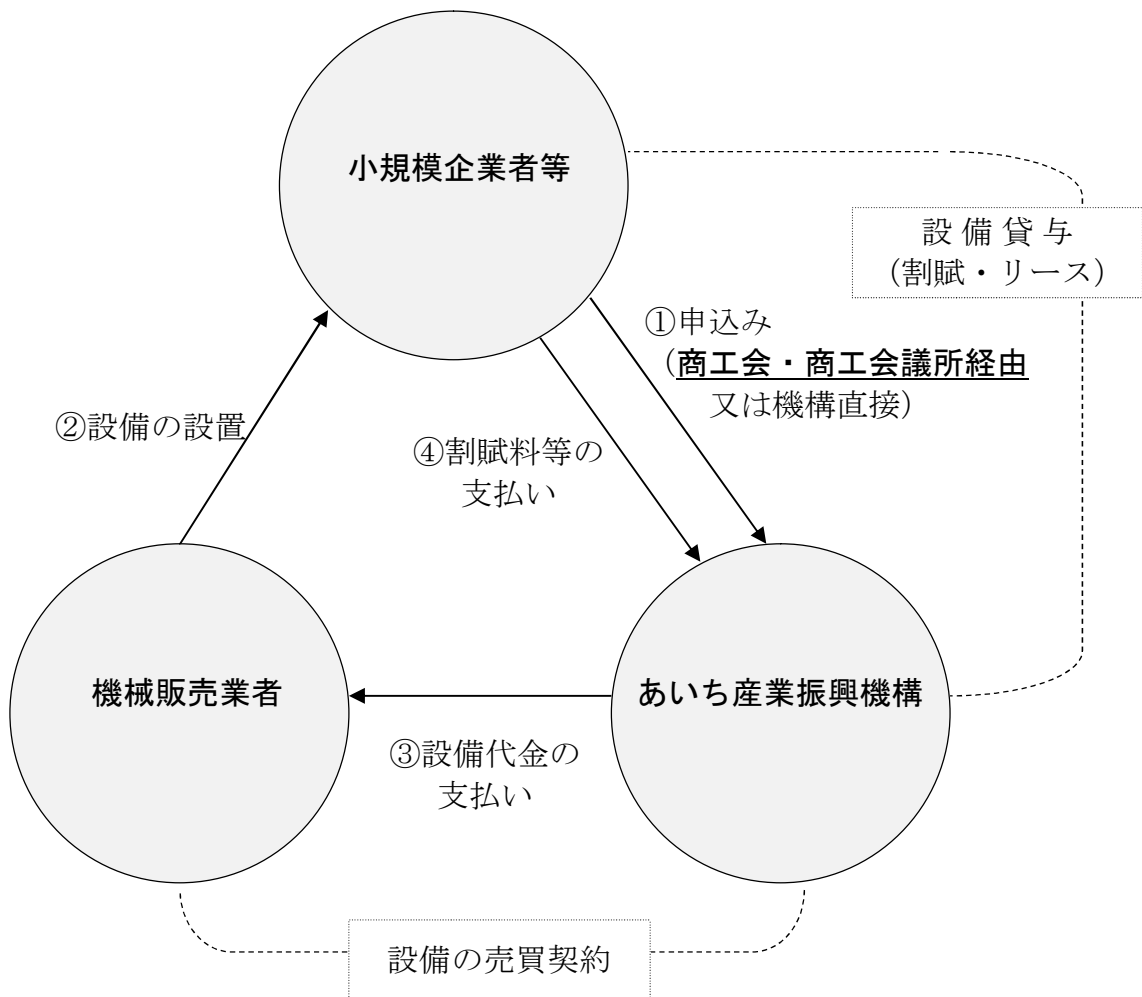 小規模企業者等
設備貸与
(割賦・リース)
①申込み
(商工会・商工会議所経由
又は機構直接)
②設備の設置
④割賦料等の
支払い
機械販売業者
あいち産業振興機構
③設備代金の
支払い
設備の売買契約